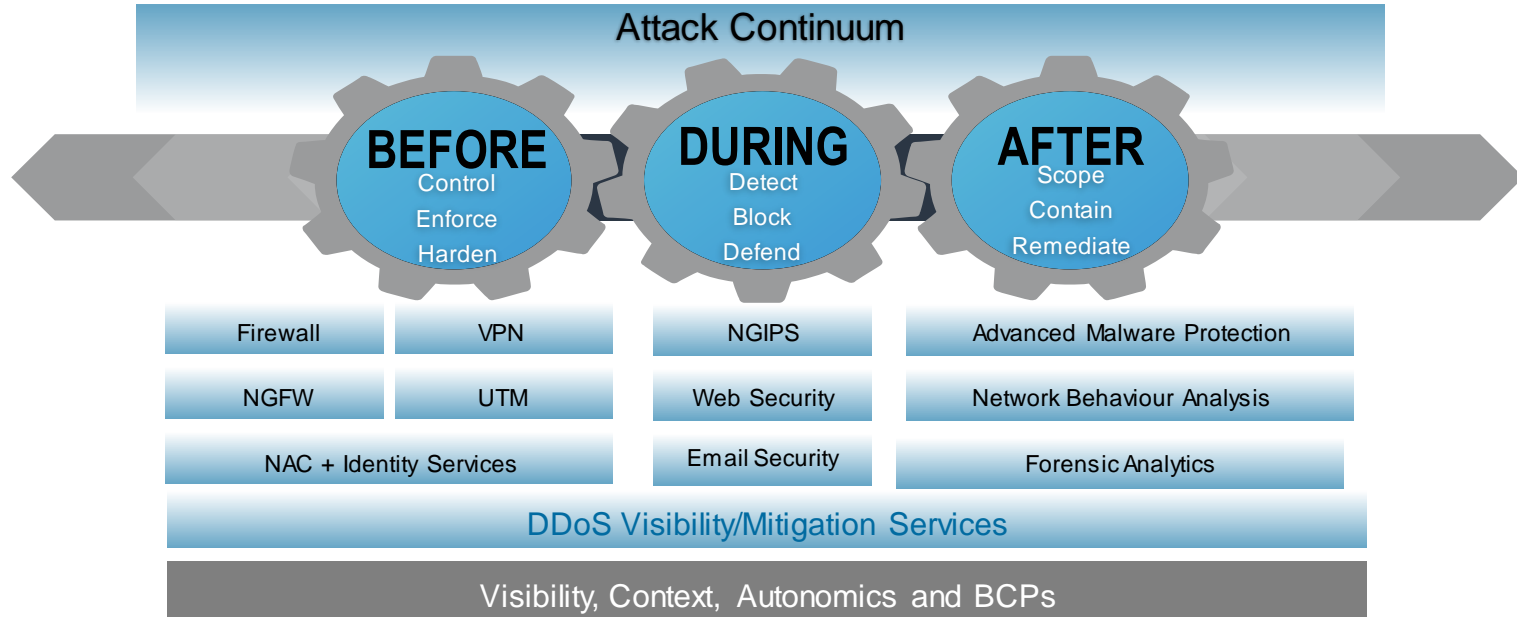 Attack Continuum
BEFORE
Control
Enforce
Harden
DURING
Detect
Block
Defend
AFTER
Scope
Contain
Remediate
Firewall
VPN
NGIPS
Advanced Malware Protection
NGFW
UTM
Web Security
Network Behaviour Analysis
NAC + Identity Services
Email Security
Forensic Analytics
DDoS Visibility/Mitigation Services
Visibility, Context, Autonomics and BCPs